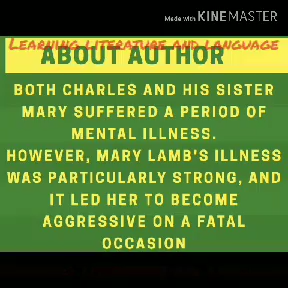 Made with KINEMASTER
LEARNING LITERATURE AND LANGUAGE
ABOUT AUTHOR
BOTH CHARLES AND HIS SISTER
MARY SUFFERED A PERIOD OF
MENTAL ILLNESS.
HOWEVER, MARY LAMB'S ILLNESS
WAS PARTICULARLY STRONG, AND
IT LED HER TO BECOME
AGGRESSIVE ON A FATAL
OCCASION